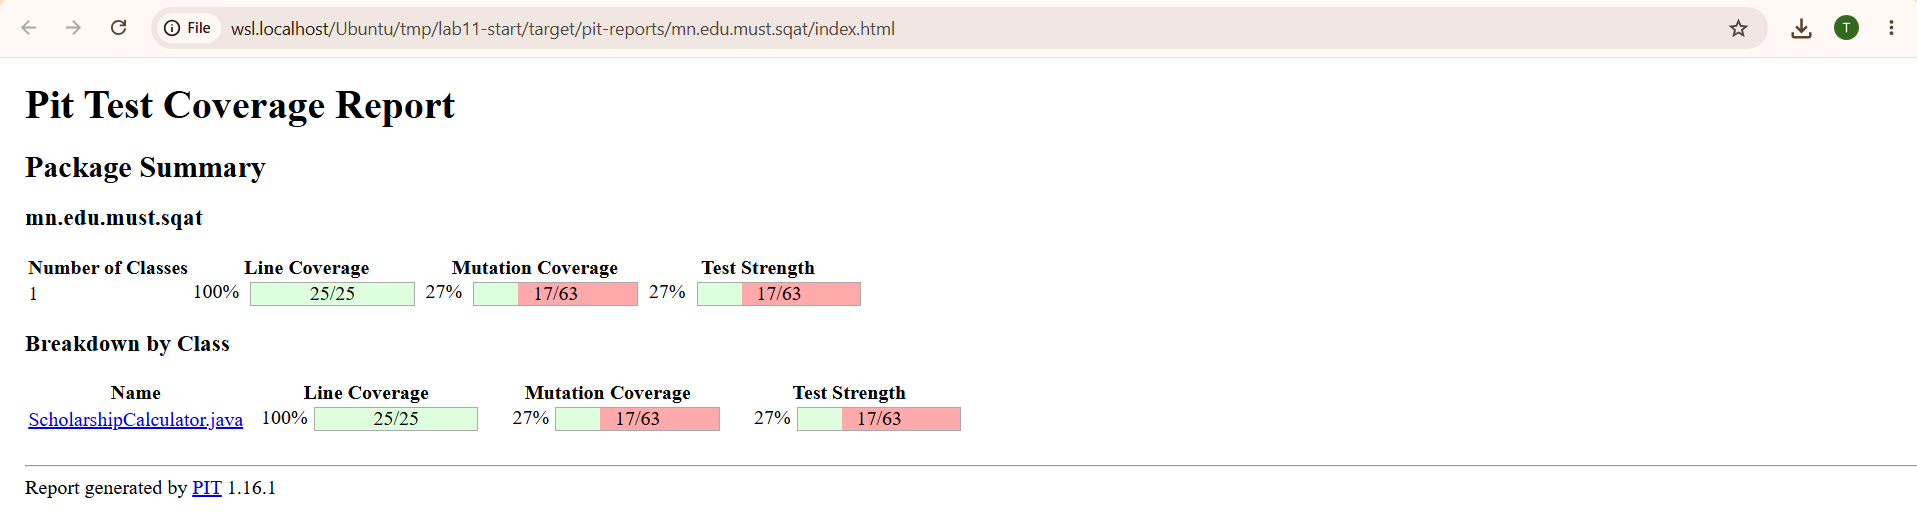 File wsl.localhost/Ubuntu/tmp/lab11-start/target/pit-reports/mn.edu.must.sqat/index.html T
Pit Test Coverage Report
Package Summary
mn.edu.must.sqat
Number of Classes Line Coverage Mutation Coverage Test Strength
1 100% 25/25 27% 17/63 27% 17/63
Breakdown by Class
Name Line Coverage Mutation Coverage Test Strength
ScholarshipCalculator.java 100% 25/25 27% 17/63 27% 17/63
Report generated by PIT 1.16.1